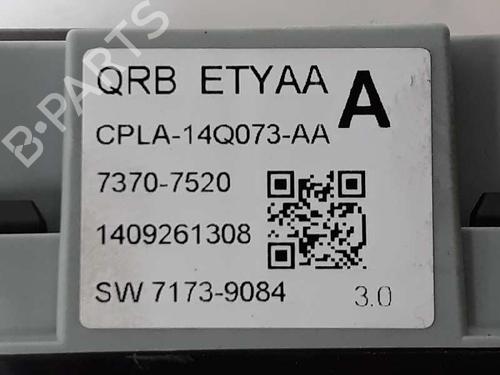 B-PARTS
QRB ETYAA A
CPLA-14Q073-AA
7370-7520
1409261308
SW 7173-9084 3.0